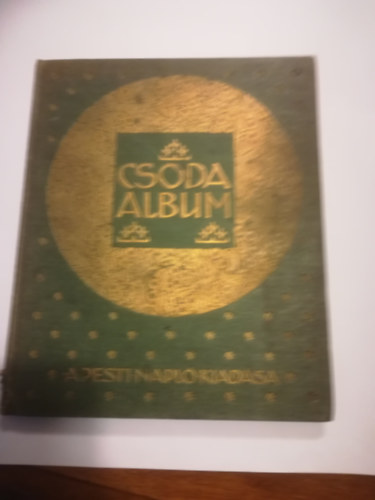 CSODA
ALBUM
A PESTI NAPLÓ KIADÁSA